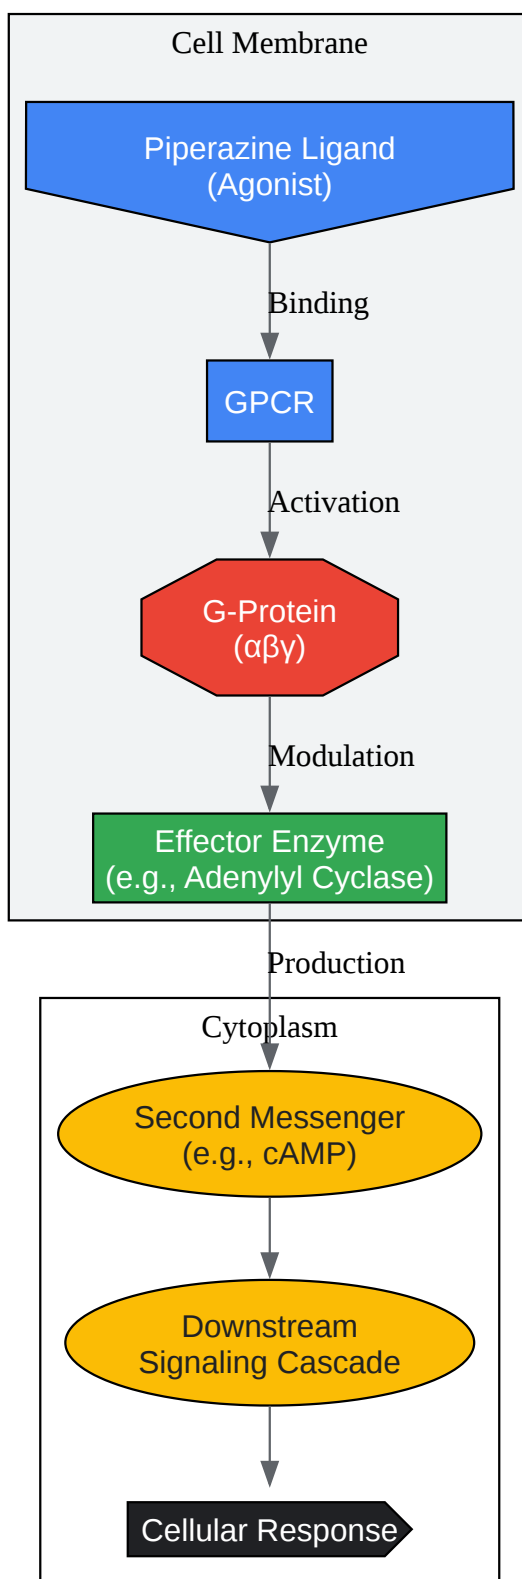 Cell Membrane
Piperazine Ligand
(Agonist)
Binding
GPCR
Activation
G-Protein
(αβγ)
Modulation
Effector Enzyme
(e.g., Adenylyl Cyclase)
Production
Cytoplasm
Second Messenger
(e.g., cAMP)
Downstream
Signaling Cascade
Cellular Response